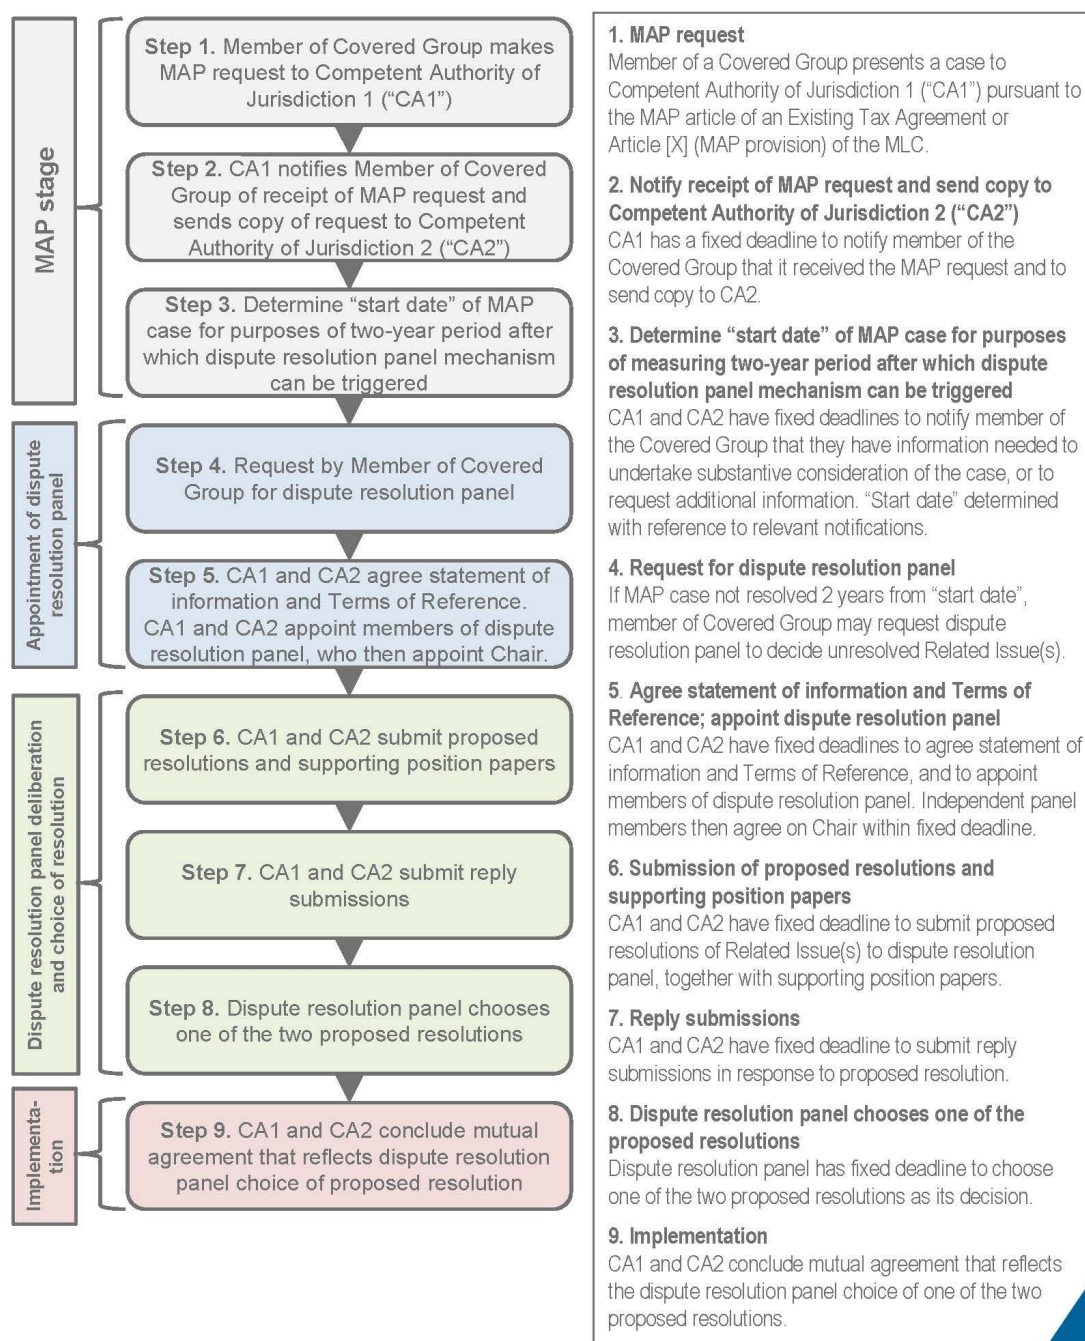 MAP stage
Step 1. Member of Covered Group makes
MAP request to Competent Authority of
Jurisdiction 1 (“CA1”)
Step 2. CA1 notifies Member of Covered
Group of receipt of MAP request and
sends copy of request to Competent
Authority of Jurisdiction 2 (“CA2”)
Step 3. Determine “start date” of MAP
case for purposes of two-year period after
which dispute resolution panel mechanism
can be triggered
Appointment of dispute
resolution panel
Step 4. Request by Member of Covered
Group for dispute resolution panel
Step 5. CA1 and CA2 agree statement of
information and Terms of Reference.
CA1 and CA2 appoint members of dispute
resolution panel, who then appoint Chair.
Dispute resolution panel deliberation
and choice of resolution
Step 6. CA1 and CA2 submit proposed
resolutions and supporting position papers
Step 7. CA1 and CA2 submit reply
submissions
Step 8. Dispute resolution panel chooses
one of the two proposed resolutions
Implementa-
tion
Step 9. CA1 and CA2 conclude mutual
agreement that reflects dispute resolution
panel choice of proposed resolution
1. MAP request
Member of a Covered Group presents a case to
Competent Authority of Jurisdiction 1 (“CA1”) pursuant to
the MAP article of an Existing Tax Agreement or
Article [X] (MAP provision) of the MLC.
2. Notify receipt of MAP request and send copy to
Competent Authority of Jurisdiction 2 (“CA2”)
CA1 has a fixed deadline to notify member of the
Covered Group that it received the MAP request and to
send copy to CA2.
3. Determine “start date” of MAP case for purposes
of measuring two-year period after which dispute
resolution panel mechanism can be triggered
CA1 and CA2 have fixed deadlines to notify member of
the Covered Group that they have information needed to
undertake substantive consideration of the case, or to
request additional information. “Start date” determined
with reference to relevant notifications.
4. Request for dispute resolution panel
If MAP case not resolved 2 years from “start date”,
member of Covered Group may request dispute
resolution panel to decide unresolved Related Issue(s).
5. Agree statement of information and Terms of
Reference; appoint dispute resolution panel
CA1 and CA2 have fixed deadlines to agree statement of
information and Terms of Reference, and to appoint
members of dispute resolution panel. Independent panel
members then agree on Chair within fixed deadline.
6. Submission of proposed resolutions and
supporting position papers
CA1 and CA2 have fixed deadline to submit proposed
resolutions of Related Issue(s) to dispute resolution
panel, together with supporting position papers.
7. Reply submissions
CA1 and CA2 have fixed deadline to submit reply
submissions in response to proposed resolution.
8. Dispute resolution panel chooses one of the
proposed resolutions
Dispute resolution panel has fixed deadline to choose
one of the two proposed resolutions as its decision.
9. Implementation
CA1 and CA2 conclude mutual agreement that reflects
the dispute resolution panel choice of one of the two
proposed resolutions.